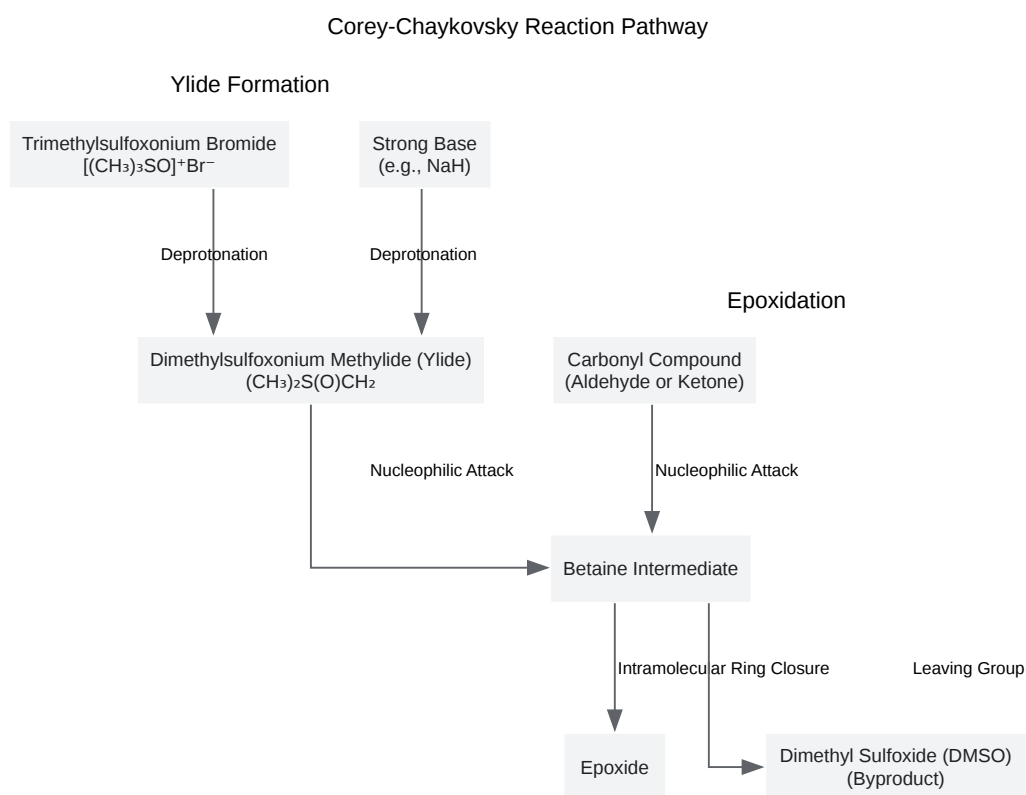 Corey-Chaykovsky Reaction Pathway
Ylide Formation
Trimethylsulfoxonium Bromide
[(CH₃)₃SO]⁺Br⁻
Strong Base
(e.g., NaH)
Deprotonation
Deprotonation
Epoxidation
Dimethylsulfoxonium Methylide (Ylide)
(CH₃)₂S(O)CH₂
Carbonyl Compound
(Aldehyde or Ketone)
Nucleophilic Attack
Nucleophilic Attack
Betaine Intermediate
Intramolecular Ring Closure
Leaving Group
Epoxide
Dimethyl Sulfoxide (DMSO)
(Byproduct)